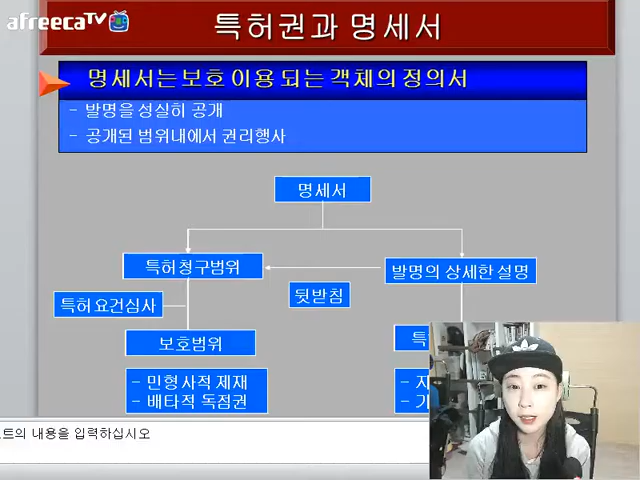 afreecaTV
특허권과 명세서
명세서는 보호 이용 되는 객체의 정의서
- 발명을 성실히 공개
- 공개된 범위내에서 권리행사
명세서
특허청구범위
발명의 상세한 설명
뒷받침
특허요건심사
보호범위
특
- 민형사적 제재
- 배타적 독점권
- 지
- 기
트의 내용을 입력하십시오